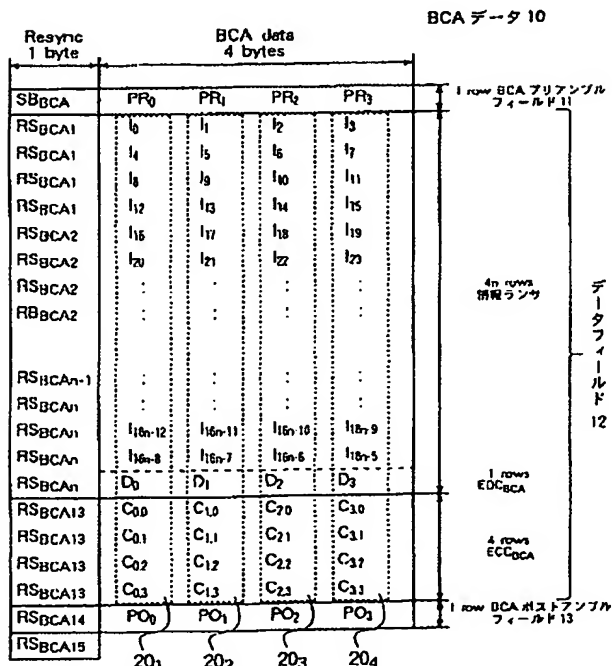 BCA データ 10
Resync
1 byte
BCA data
4 bytes
SBBCA PR0 PR1 PR2 PR3
1 row BCA プリアンブル
フィールド 11
RSBCA1 I0 I1 I2 I3
RSBCA1 I4 I5 I6 I7
RSBCA1 I8 I9 I10 I11
RSBCA1 I12 I13 I14 I15
RSBCA2 I16 I17 I18 I19
RSBCA2 I20 I21 I22 I23
RSBCA2 : : : :
RBBCA2 : : : :
4n rows
情報ランサ
データフィールド 12
RSBCAn-1 : : : :
RSBCAn : : : :
RSBCAn I16n-12 I16n-11 I16n-10 I16n-9
RSBCAn I16n-8 I16n-7 I16n-6 I16n-5
RSBCAn D0 D1 D2 D3
1 rows
EDCBCA
RSBCA13 C0.0 C1.0 C2.0 C3.0
RSBCA13 C0.1 C1.1 C2.1 C3.1
RSBCA13 C0.2 C1.2 C2.2 C3.2
RSBCA13 C0.3 C1.3 C2.3 C3.3
4 rows
ECCBCA
RSBCA14 PO0 PO1 PO2 PO3
1 row BCA ポストアンブル
フィールド 13
RSBCA15
201 202 203 204